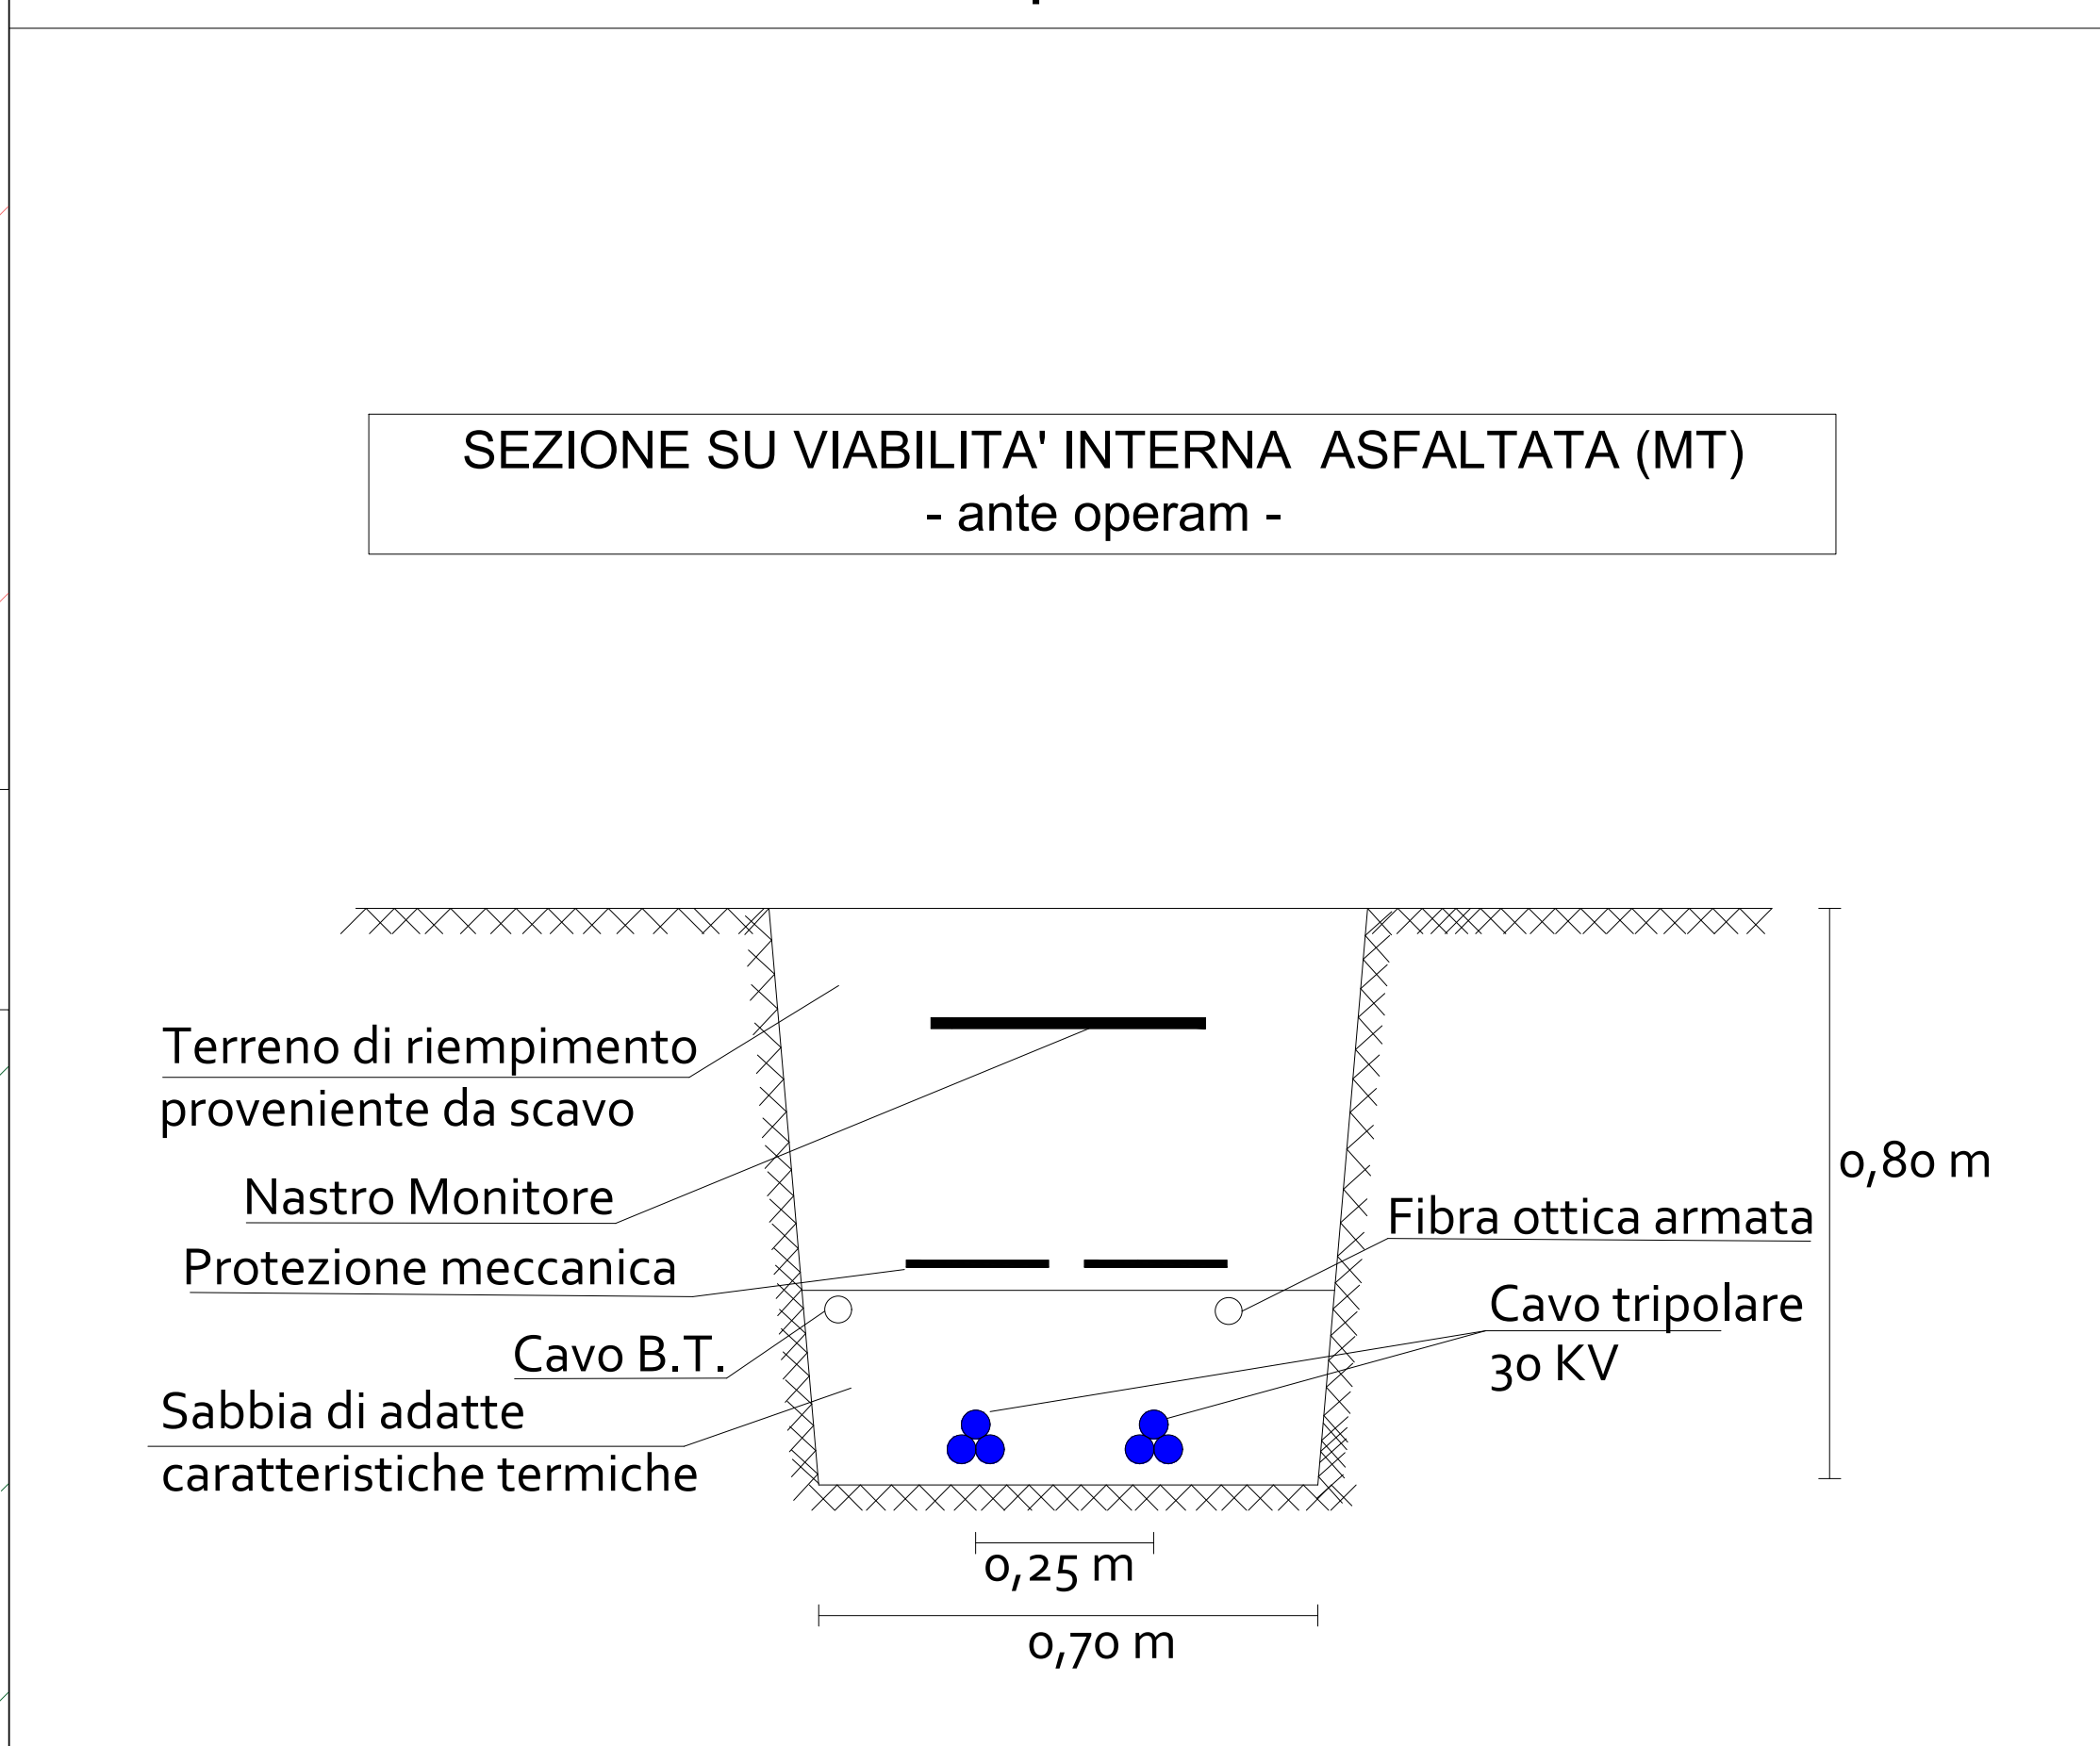 SEZIONE SU VIABILITA' INTERNA ASFALTATA (MT)
- ante operam -
Terreno di riempimento
proveniente da scavo
Nastro Monitore
Protezione meccanica
Cavo B.T.
Sabbia di adatte
caratteristiche termiche
Fibra ottica armata
Cavo tripolare
30 KV
0,80 m
0,25 m
0,70 m